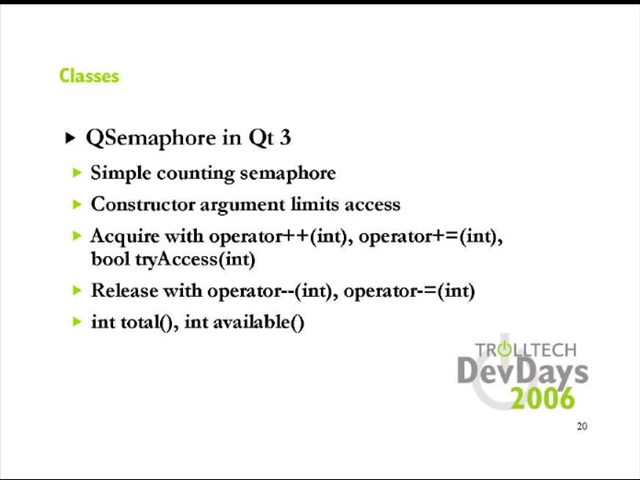 Classes
QSemaphore in Qt 3
Simple counting semaphore
Constructor argument limits access
Acquire with operator++(int), operator+=(int),
bool tryAccess(int)
Release with operator--(int), operator-=(int)
int total(), int available()
TROLLTECH
DevDays
2006
20